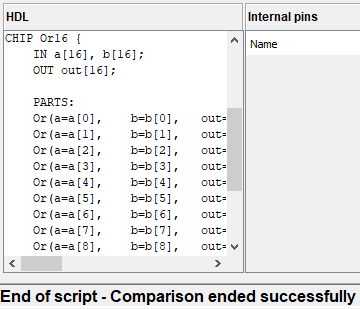 HDL
Internal pins
Name
CHIP Or16 {
    IN a[16], b[16];
    OUT out[16];
    PARTS:
    Or(a=a[0],    b=b[0],   out=
    Or(a=a[1],    b=b[1],   out=
    Or(a=a[2],    b=b[2],   out=
    Or(a=a[3],    b=b[3],   out=
    Or(a=a[4],    b=b[4],   out=
    Or(a=a[5],    b=b[5],   out=
    Or(a=a[6],    b=b[6],   out=
    Or(a=a[7],    b=b[7],   out=
    Or(a=a[8],    b=b[8],   out=
End of script - Comparison ended successfully